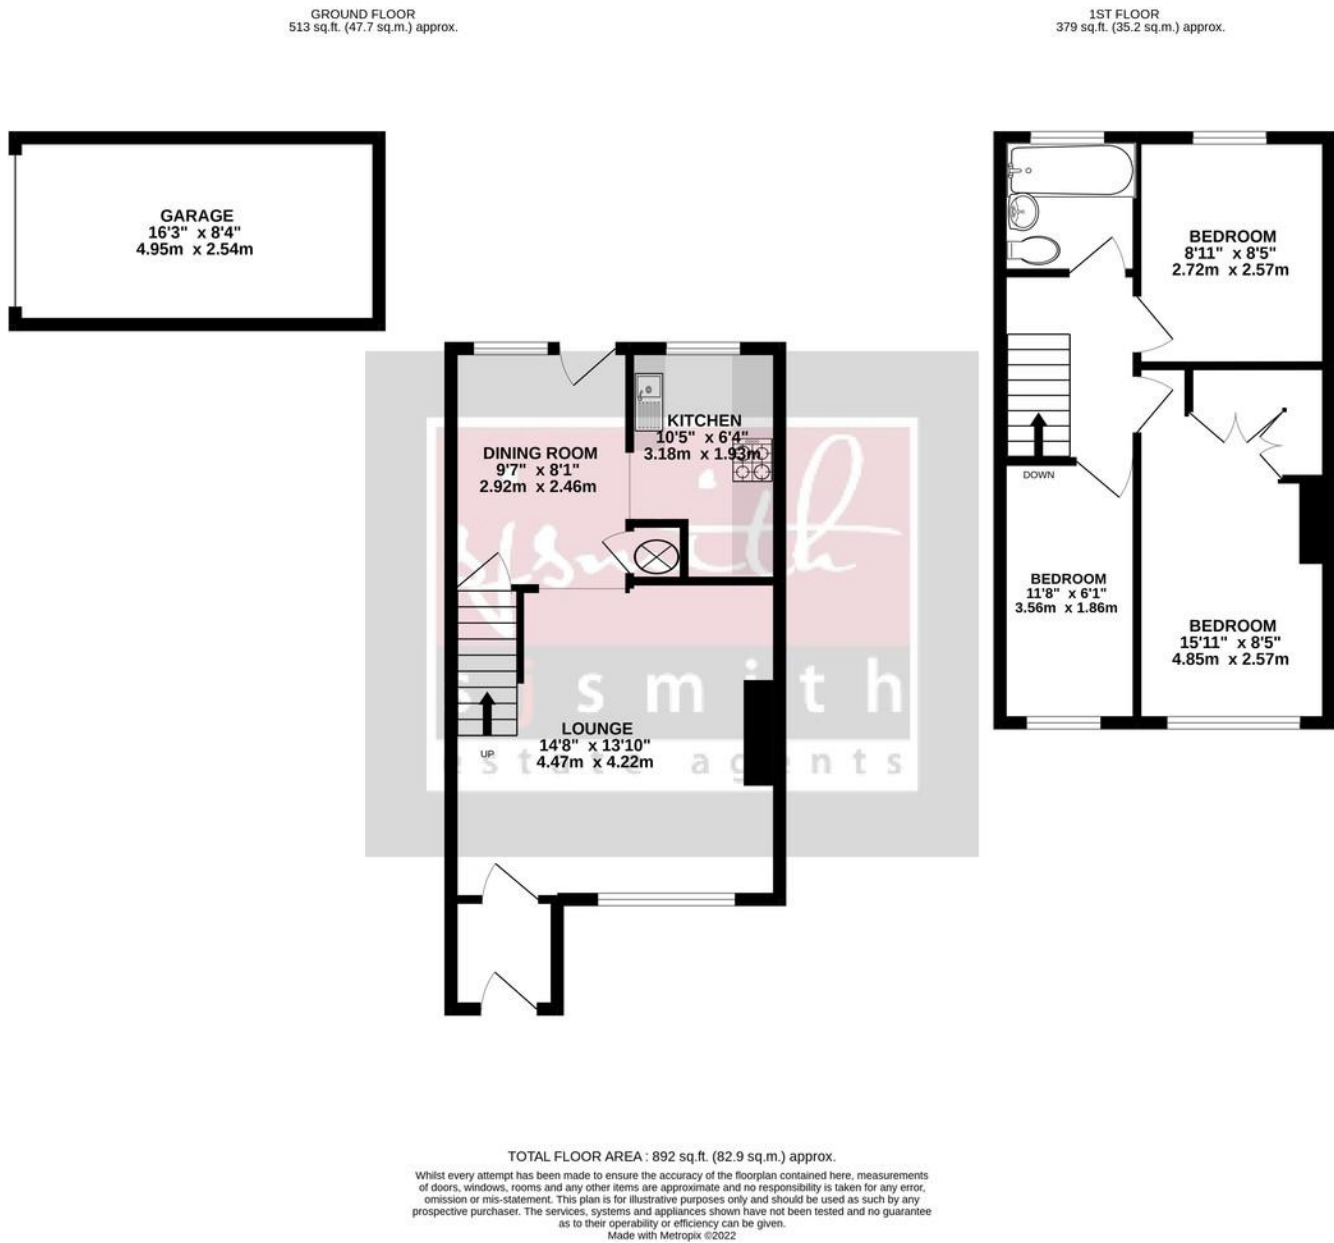 GROUND FLOOR
513 sq.ft. (47.7 sq.m.) approx.
1ST FLOOR
379 sq.ft. (35.2 sq.m.) approx.
GARAGE
16'3" x 8'4"
4.95m x 2.54m
BEDROOM
8'11" x 8'5"
2.72m x 2.57m
KITCHEN
10'5" x 6'4"
3.18m x 1.93m
DINING ROOM
9'7" x 8'1"
2.92m x 2.46m
DOWN
BEDROOM
11'8" x 6'1"
3.56m x 1.86m
BEDROOM
15'11" x 8'5"
4.85m x 2.57m
sjsmith
sjsmith
estate agents
LOUNGE
14'8" x 13'10"
4.47m x 4.22m
UP
TOTAL FLOOR AREA : 892 sq.ft. (82.9 sq.m.) approx.
Whilst every attempt has been made to ensure the accuracy of the floorplan contained here, measurements
of doors, windows, rooms and any other items are approximate and no responsibility is taken for any error,
omission or mis-statement. This plan is for illustrative purposes only and should be used as such by any
prospective purchaser. The services, systems and appliances shown have not been tested and no guarantee
as to their operability or efficiency can be given.
Made with Metropix ©2022